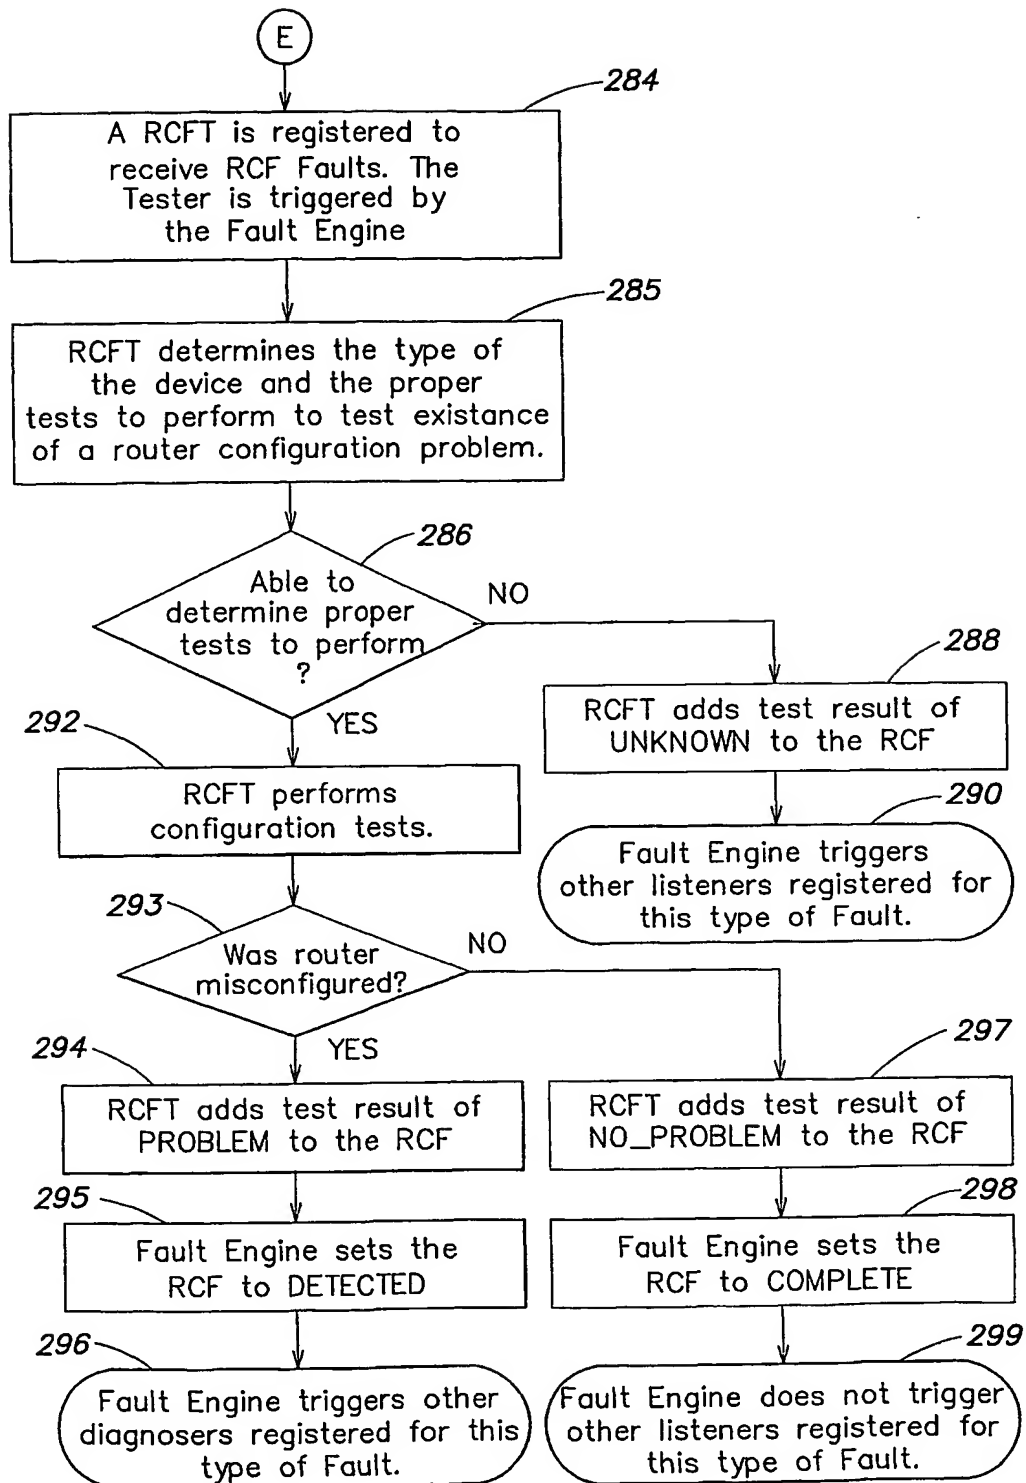 E
284
A RCFT is registered to
receive RCF Faults. The
Tester is triggered by
the Fault Engine
285
RCFT determines the type of
the device and the proper
tests to perform to test existance
of a router configuration problem.
286
Able to
determine proper
tests to perform
?
NO
YES
288
RCFT adds test result of
UNKNOWN to the RCF
292
RCFT performs
configuration tests.
290
Fault Engine triggers
other listeners registered for
this type of Fault.
293
Was router
misconfigured?
NO
YES
294
RCFT adds test result of
PROBLEM to the RCF
297
RCFT adds test result of
NO_PROBLEM to the RCF
295
Fault Engine sets the
RCF to DETECTED
298
Fault Engine sets the
RCF to COMPLETE
296
Fault Engine triggers other
diagnosers registered for this
type of Fault.
299
Fault Engine does not trigger
other listeners registered for
this type of Fault.